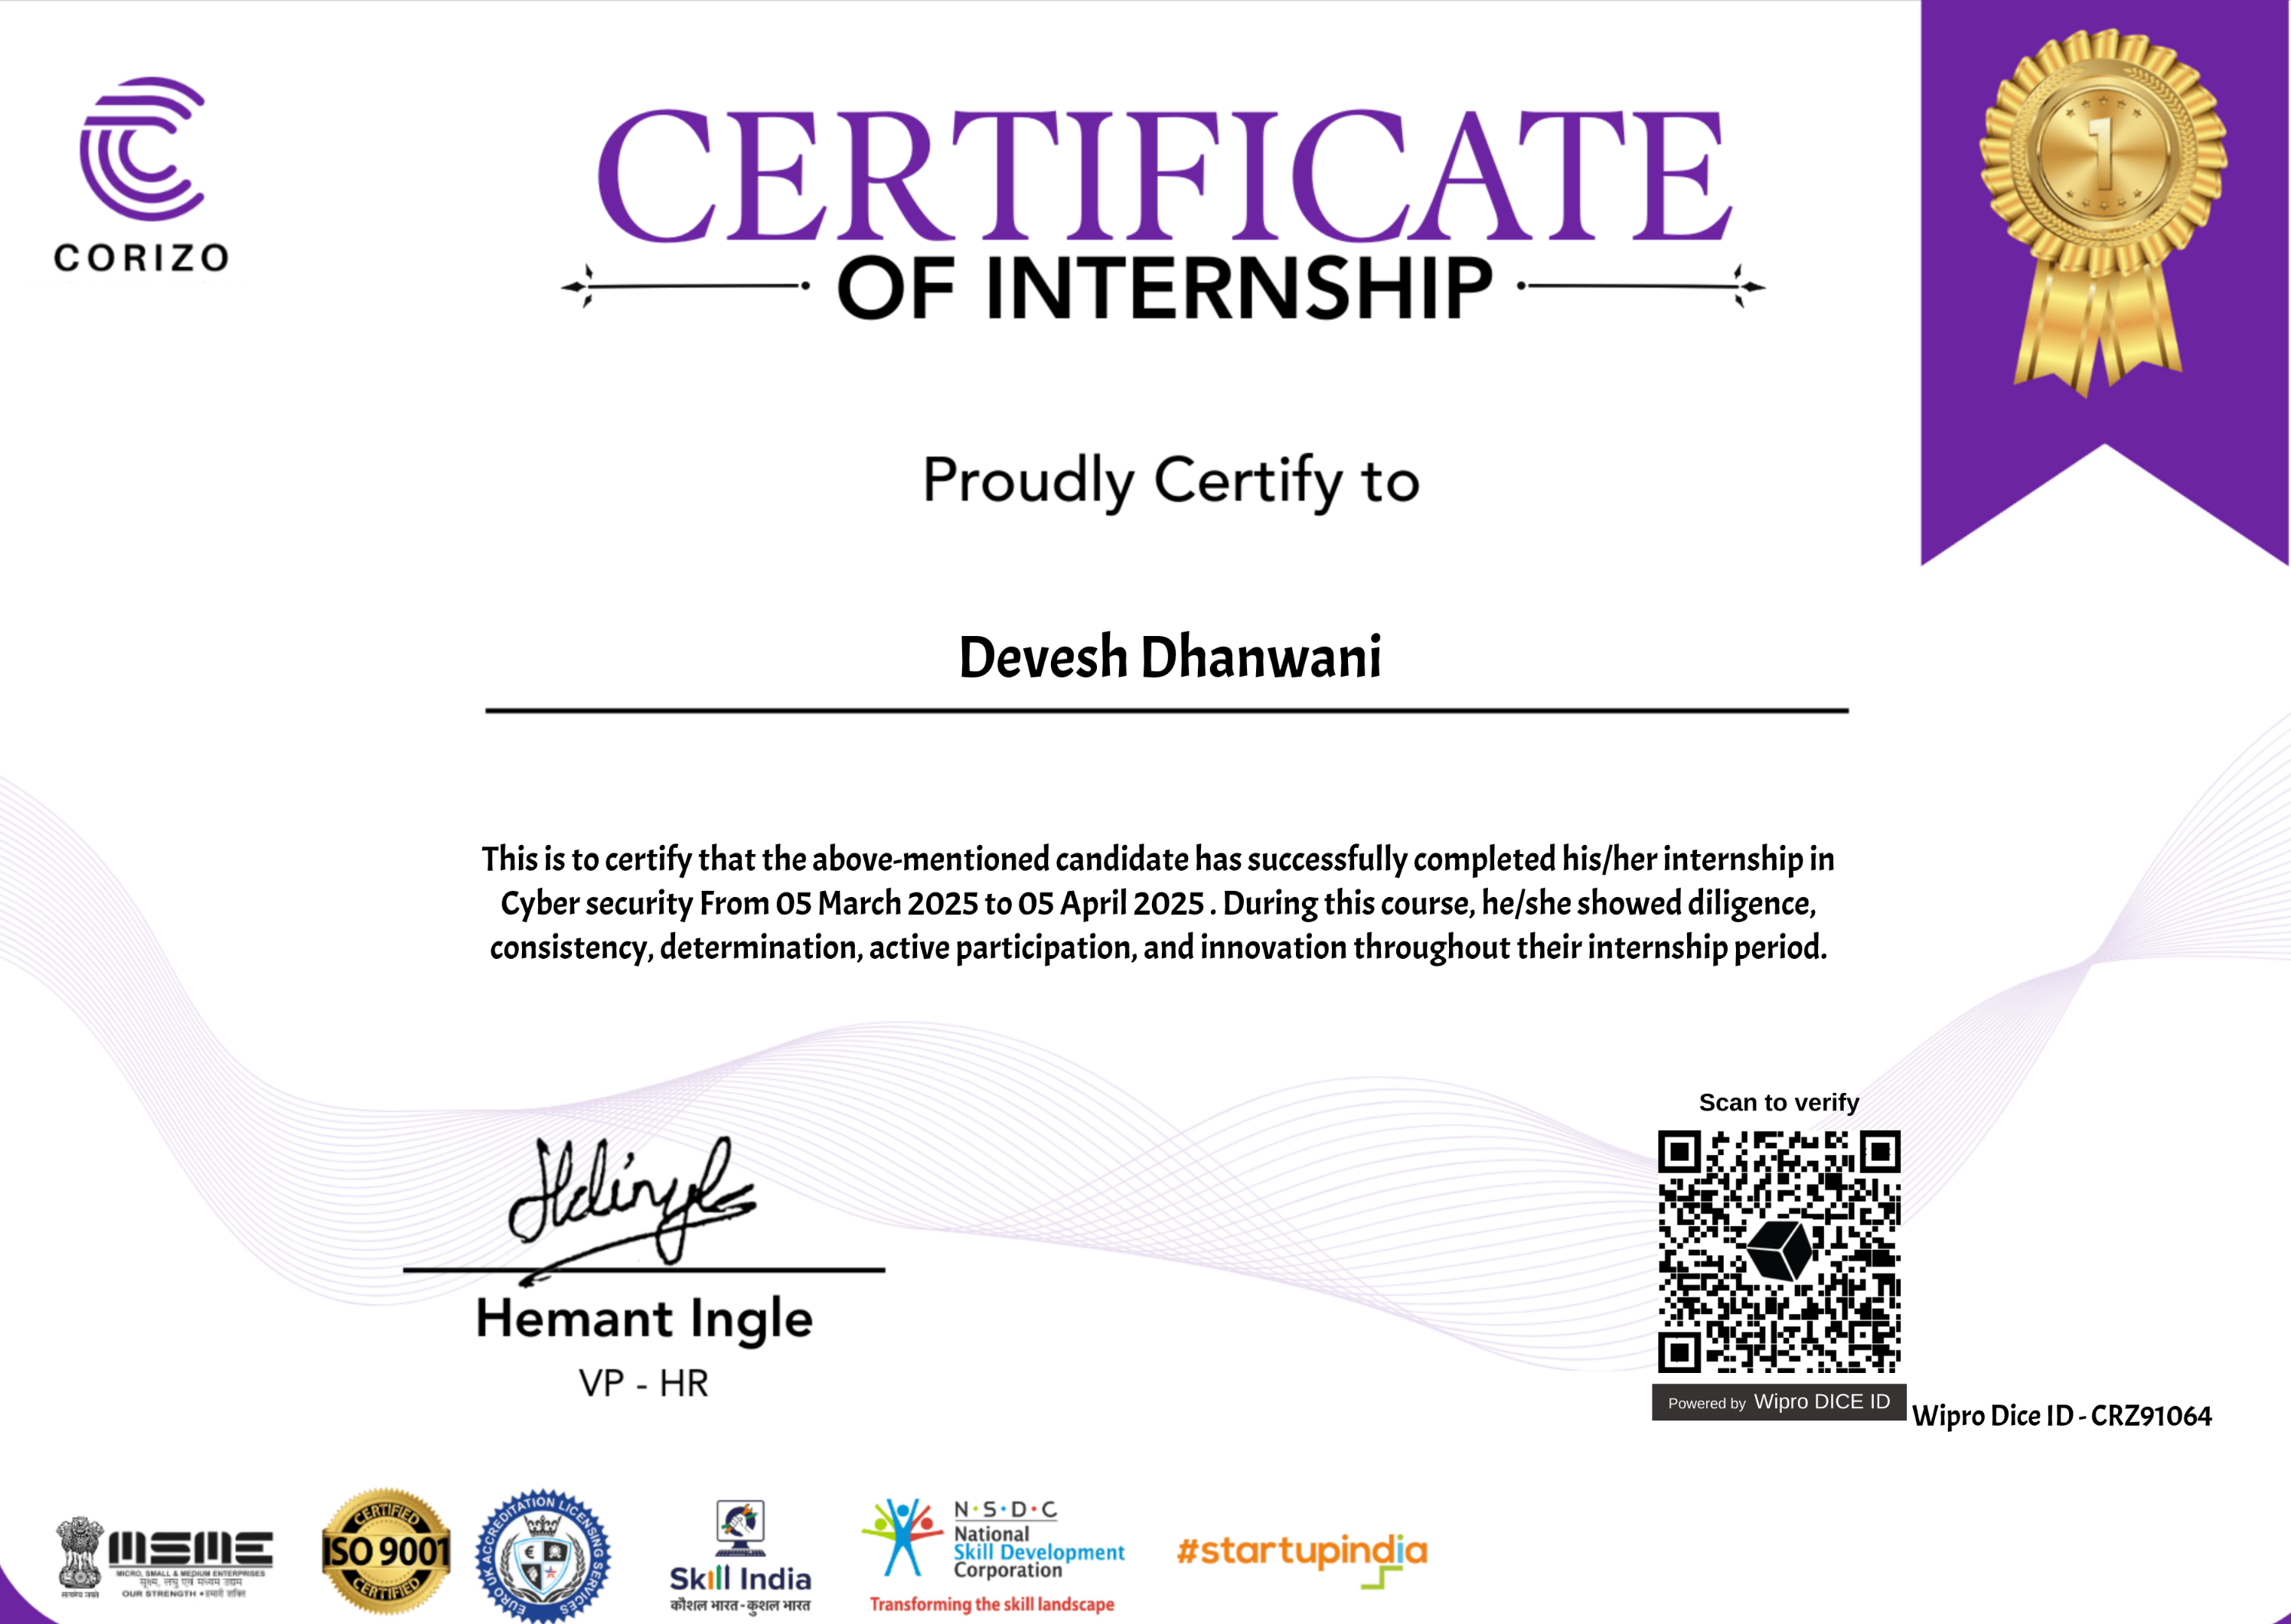 CORIZO
CERTIFICATE
OF INTERNSHIP
1
Proudly Certify to
Devesh Dhanwani
This is to certify that the above-mentioned candidate has successfully completed his/her internship in
Cyber security From 05 March 2025 to 05 April 2025 . During this course, he/she showed diligence,
consistency, determination, active participation, and innovation throughout their internship period.
Hemant Ingle
VP - HR
Scan to verify
Powered by Wipro DICE ID
Wipro Dice ID - CRZ91064
सत्यमेव जयते
MSME
MICRO, SMALL & MEDIUM ENTERPRISES
सूक्ष्म, लघु एवं मध्यम उद्यम
OUR STRENGTH • हमारी शक्ति
CERTIFIED
ISO 9001
CERTIFIED
EURO UK ACCREDITATION LICENSING SERVICES
Skill India
कौशल भारत - कुशल भारत
N·S·D·C
National
Skill Development
Corporation
Transforming the skill landscape
#startupindia